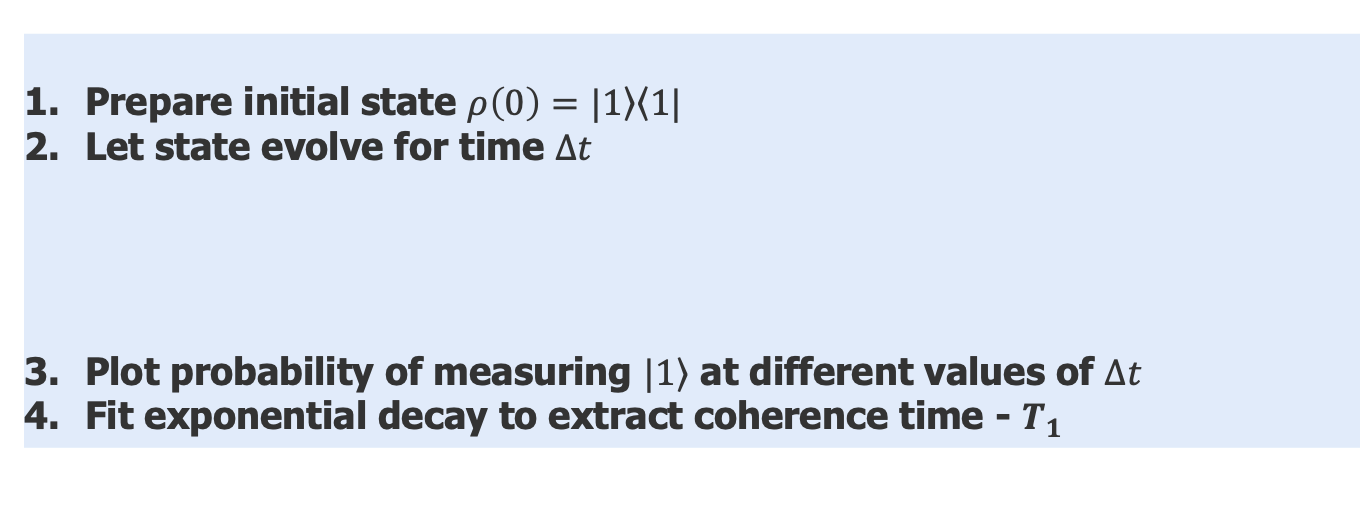 1. Prepare initial state ρ(0) = |1⟩⟨1|
2. Let state evolve for time Δt
3. Plot probability of measuring |1⟩ at different values of Δt
4. Fit exponential decay to extract coherence time - T₁